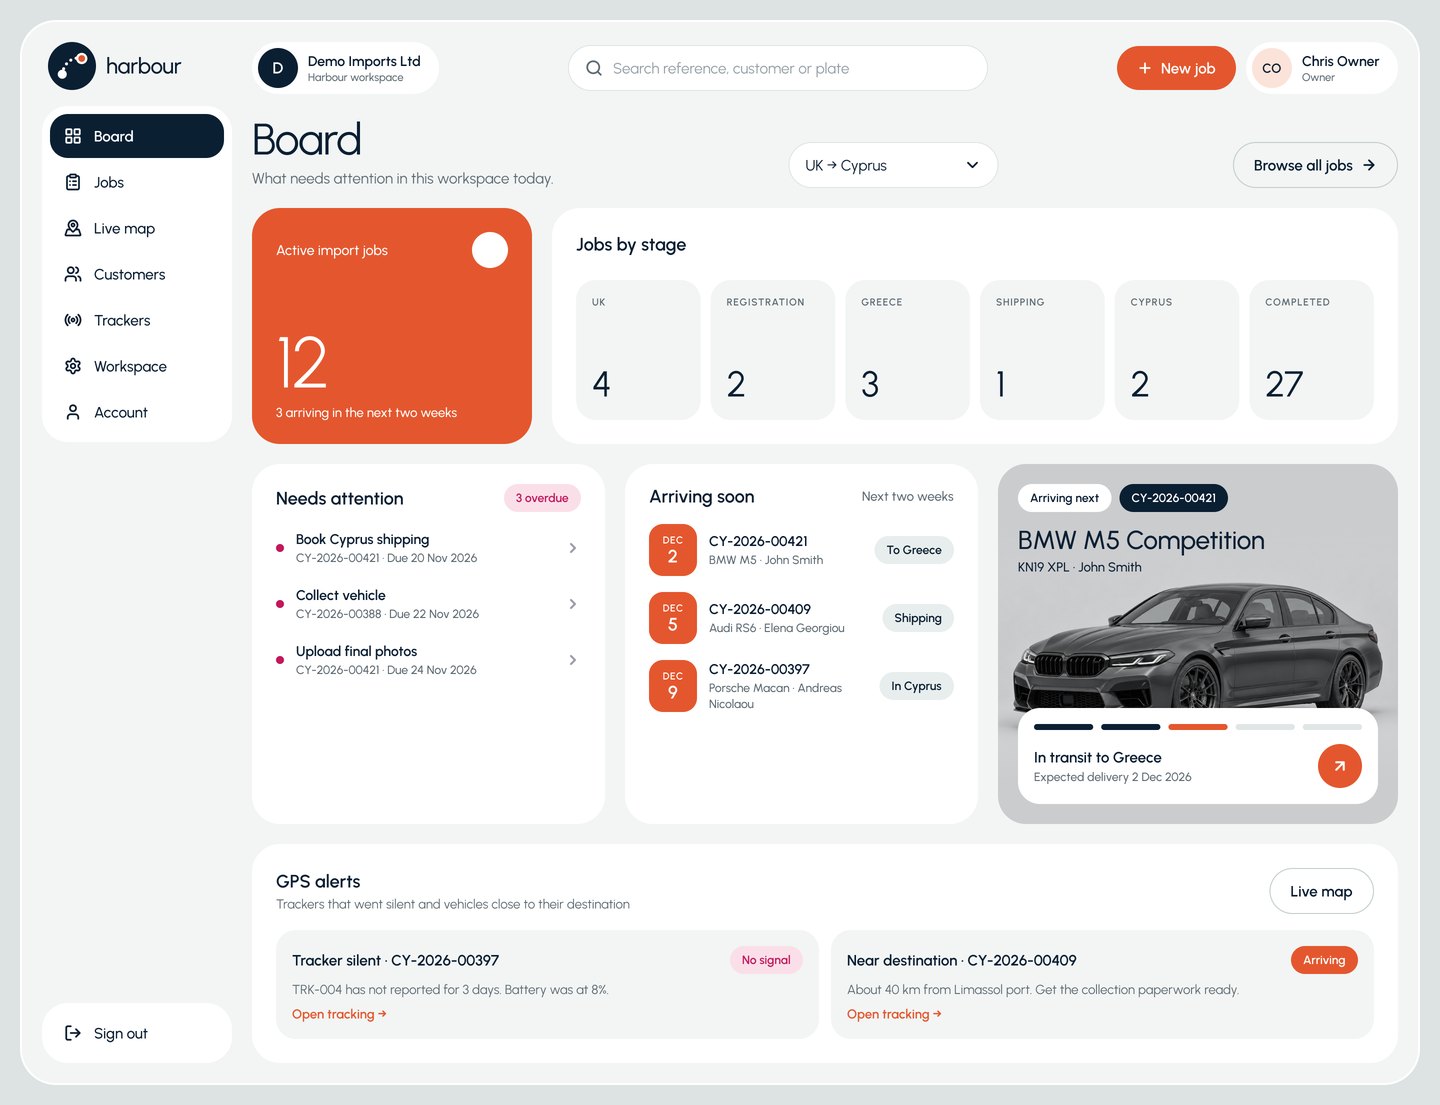 harbour
D
Demo Imports Ltd
Harbour workspace
Search reference, customer or plate
+ New job
CO
Chris Owner
Owner
Board
Jobs
Live map
Customers
Trackers
Workspace
Account
Sign out
Board
What needs attention in this workspace today.
UK → Cyprus
Browse all jobs →
Active import jobs
12
3 arriving in the next two weeks
Jobs by stage
UK
4
REGISTRATION
2
GREECE
3
SHIPPING
1
CYPRUS
2
COMPLETED
27
Needs attention
3 overdue
Book Cyprus shipping
CY-2026-00421 · Due 20 Nov 2026
Collect vehicle
CY-2026-00388 · Due 22 Nov 2026
Upload final photos
CY-2026-00421 · Due 24 Nov 2026
Arriving soon
Next two weeks
DEC
2
CY-2026-00421
BMW M5 · John Smith
To Greece
DEC
5
CY-2026-00409
Audi RS6 · Elena Georgiou
Shipping
DEC
9
CY-2026-00397
Porsche Macan · Andreas
Nicolaou
In Cyprus
Arriving next
CY-2026-00421
BMW M5 Competition
KN19 XPL · John Smith
In transit to Greece
Expected delivery 2 Dec 2026
GPS alerts
Trackers that went silent and vehicles close to their destination
Live map
Tracker silent · CY-2026-00397
No signal
TRK-004 has not reported for 3 days. Battery was at 8%.
Open tracking →
Near destination · CY-2026-00409
Arriving
About 40 km from Limassol port. Get the collection paperwork ready.
Open tracking →